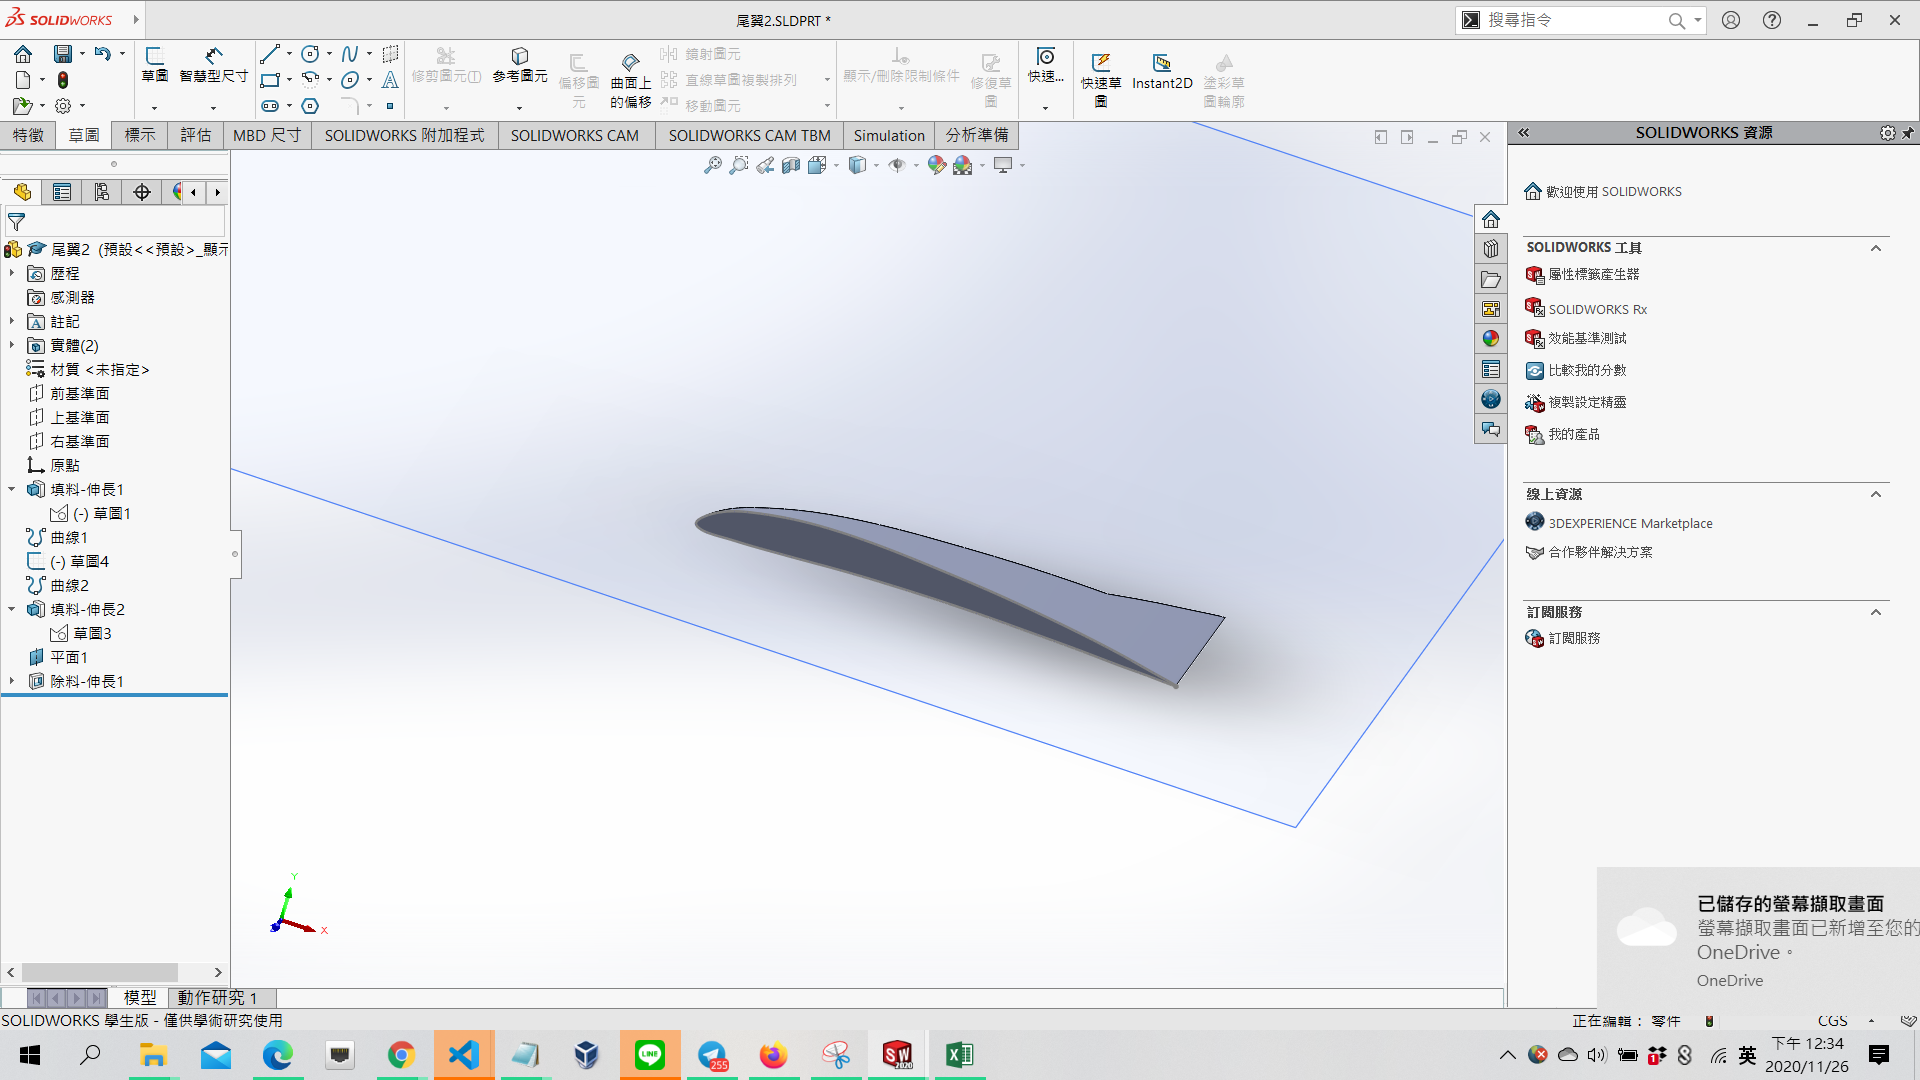 SOLIDWORKS
尾翼2.SLDPRT *
搜尋指令
草圖
智慧型尺寸
修剪圖元(T)
參考圖元
偏移圖元
曲面上的偏移
鏡射圖元
直線草圖複製排列
移動圖元
顯示/刪除限制條件
修復草圖
快速...
快速草圖
Instant2D
塗彩草圖輪廓
特徵
草圖
標示
評估
MBD 尺寸
SOLIDWORKS 附加程式
SOLIDWORKS CAM
SOLIDWORKS CAM TBM
Simulation
分析準備
尾翼2 (預設<<預設>_顯示
歷程
感測器
註記
實體(2)
材質 <未指定>
前基準面
上基準面
右基準面
原點
填料-伸長1
(-) 草圖1
曲線1
(-) 草圖4
曲線2
填料-伸長2
草圖3
平面1
除料-伸長1
Y
X
SOLIDWORKS 資源
歡迎使用 SOLIDWORKS
SOLIDWORKS 工具
屬性標籤產生器
SOLIDWORKS Rx
效能基準測試
比較我的分數
複製設定精靈
我的產品
線上資源
3DEXPERIENCE Marketplace
合作夥伴解決方案
訂閱服務
訂閱服務
已儲存的螢幕擷取畫面
螢幕擷取畫面已新增至您的
OneDrive。
OneDrive
模型
動作研究 1
SOLIDWORKS 學生版 - 僅供學術研究使用
正在編輯： 零件
CGS
LINE
255
SW
2020
1
英
下午 12:34
2020/11/26